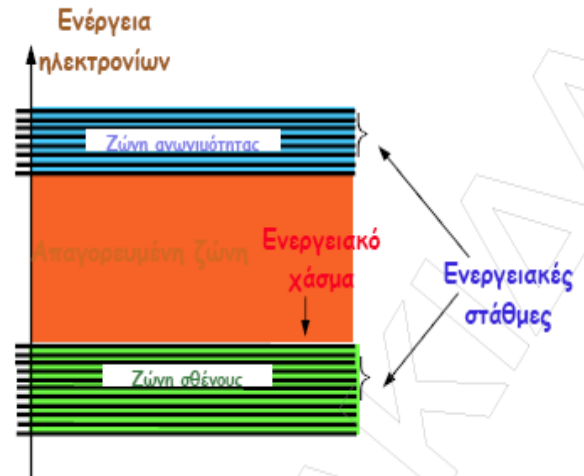 Ενέργεια
ηλεκτρονίων
Ζώνη αγωγιμότητας
Απαγορευμένη ζώνη
Ενεργειακό
χάσμα
Ενεργειακές
στάθμες
Ζώνη σθένους